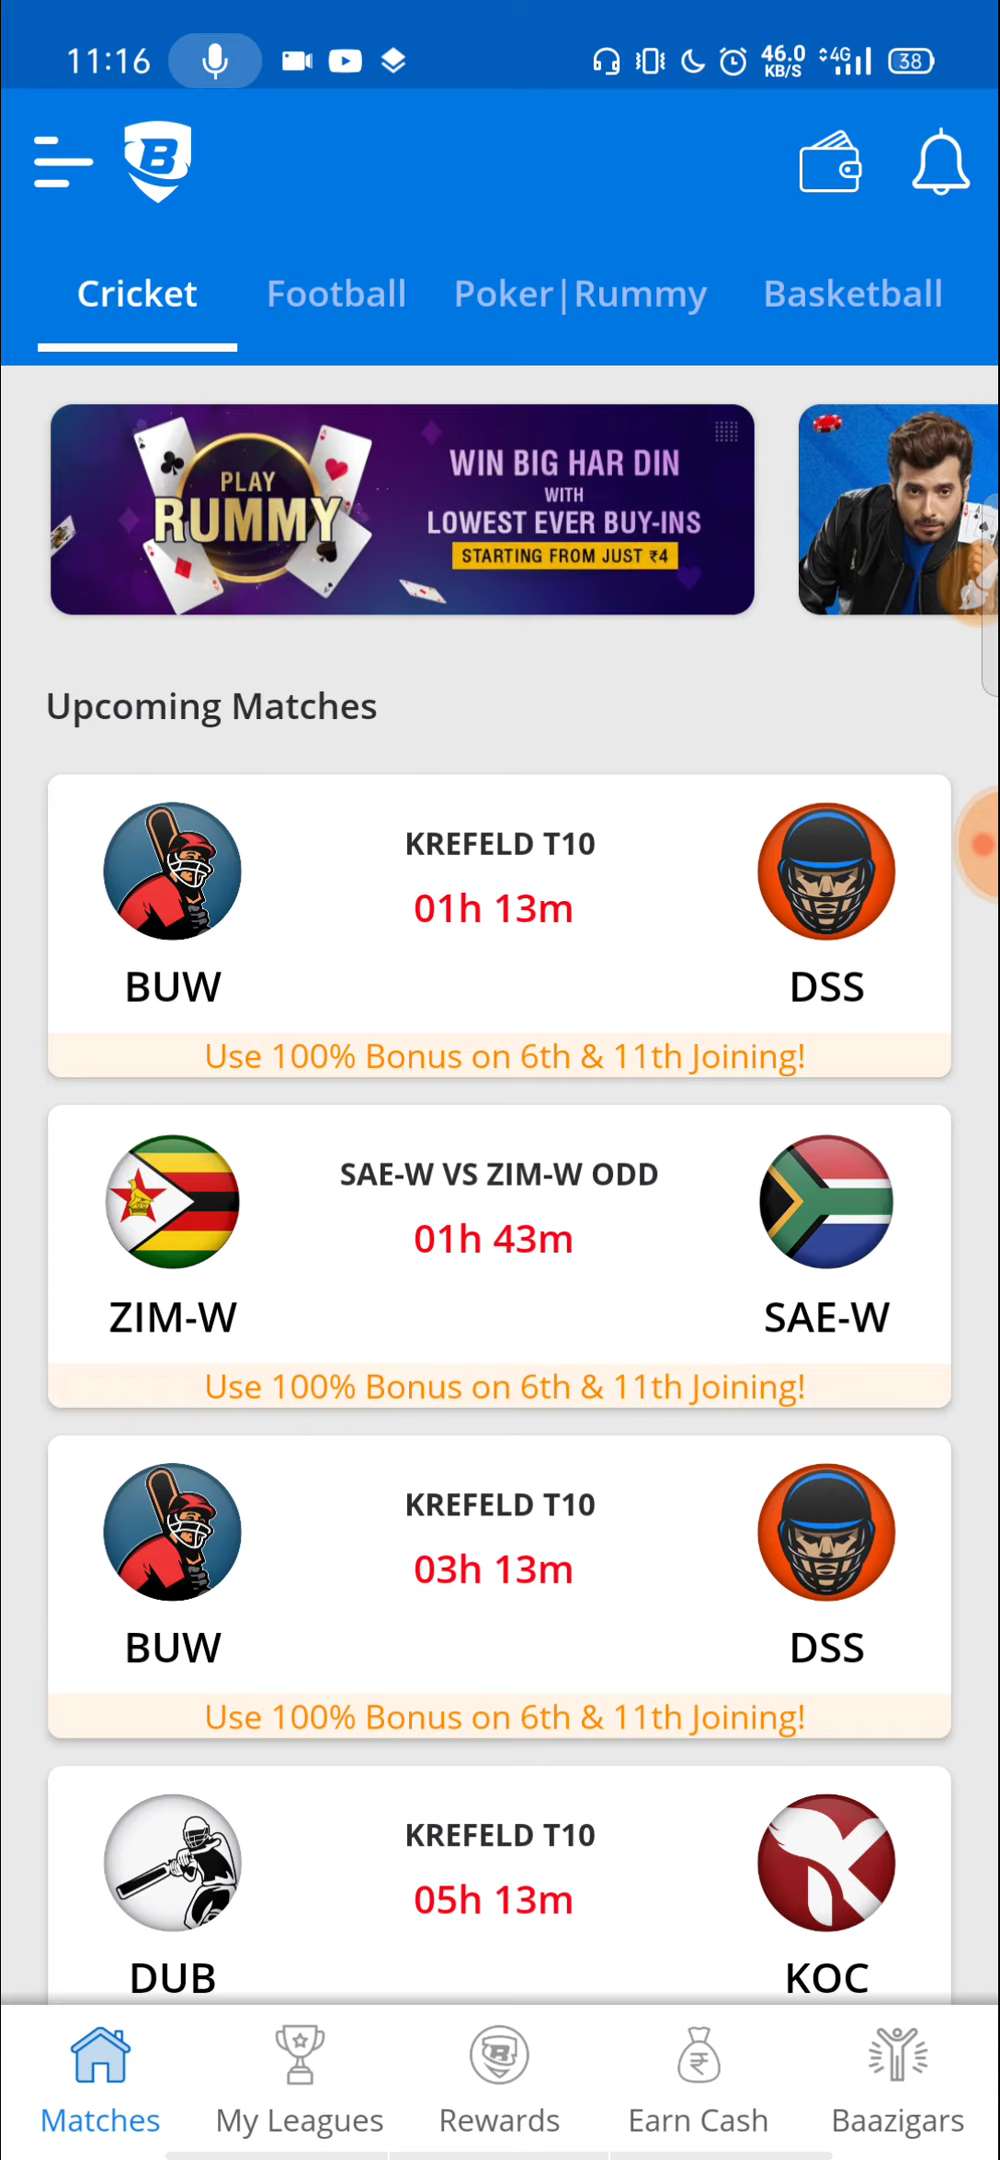 11:16
46.0
KB/S
4G
38
B
Cricket
Football
Poker|Rummy
Basketball
PLAY
RUMMY
WIN BIG HAR DIN
WITH
LOWEST EVER BUY-INS
STARTING FROM JUST ₹4
Upcoming Matches
KREFELD T10
01h 13m
BUW
DSS
Use 100% Bonus on 6th & 11th Joining!
SAE-W VS ZIM-W ODD
01h 43m
ZIM-W
SAE-W
Use 100% Bonus on 6th & 11th Joining!
KREFELD T10
03h 13m
BUW
DSS
Use 100% Bonus on 6th & 11th Joining!
KREFELD T10
05h 13m
DUB
KOC
Matches
My Leagues
Rewards
Earn Cash
Baazigars